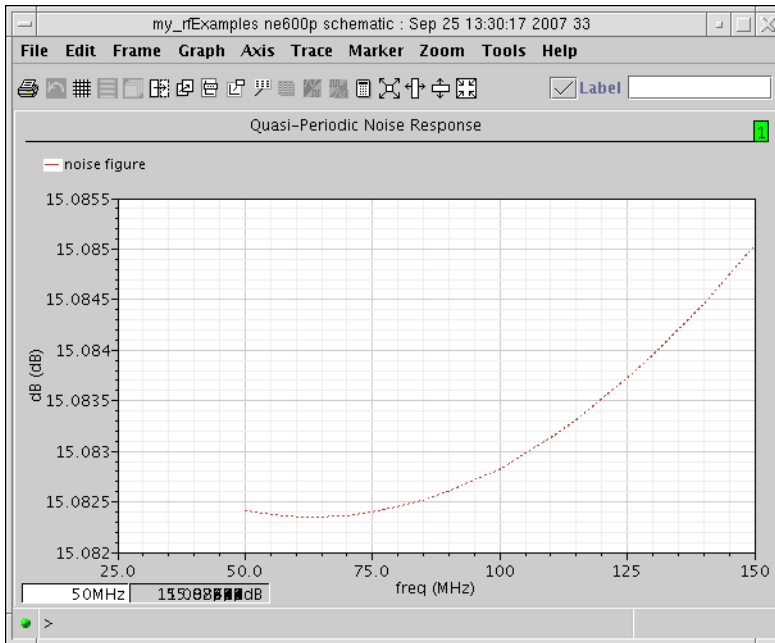 my_rfExamples ne600p schematic : Sep 25 13:30:17 2007 33
File Edit Frame Graph Axis Trace Marker Zoom Tools Help
Label
Quasi-Periodic Noise Response
1
noise figure
15.0855
15.085
15.0845
15.084
15.0835
15.083
15.0825
15.082
dB (dB)
25.0 50.0 75.0 100 125 150
freq (MHz)
50MHz
>